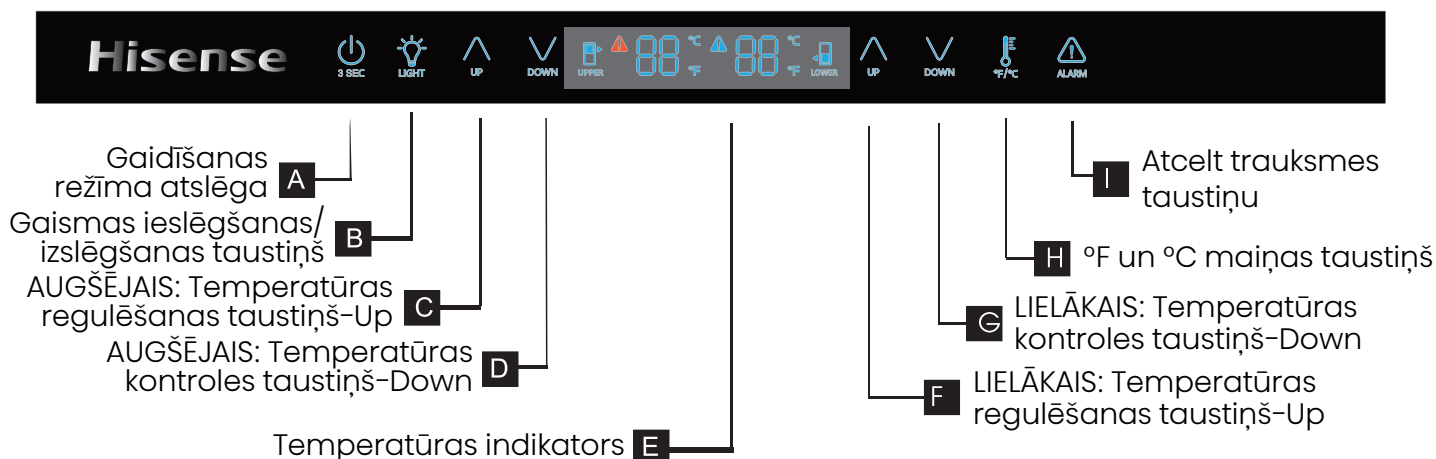 Hisense
3 SEC
LIGHT
UP
DOWN
UPPER
88 °C °F
88 °C °F
LOWER
UP
DOWN
°F/°C
ALARM
Gaidīšanas
režīma atslēga A
Gaismas ieslēgšanas/
izslēgšanas taustiņš B
AUGŠĒJAIS: Temperatūras
regulēšanas taustiņš-Up C
AUGŠĒJAIS: Temperatūras
kontroles taustiņš-Down D
Temperatūras indikators E
I Atcelt trauksmes
taustiņu
H °F un °C maiņas taustiņš
G LIELĀKAIS: Temperatūras
kontroles taustiņš-Down
F LIELĀKAIS: Temperatūras
regulēšanas taustiņš-Up